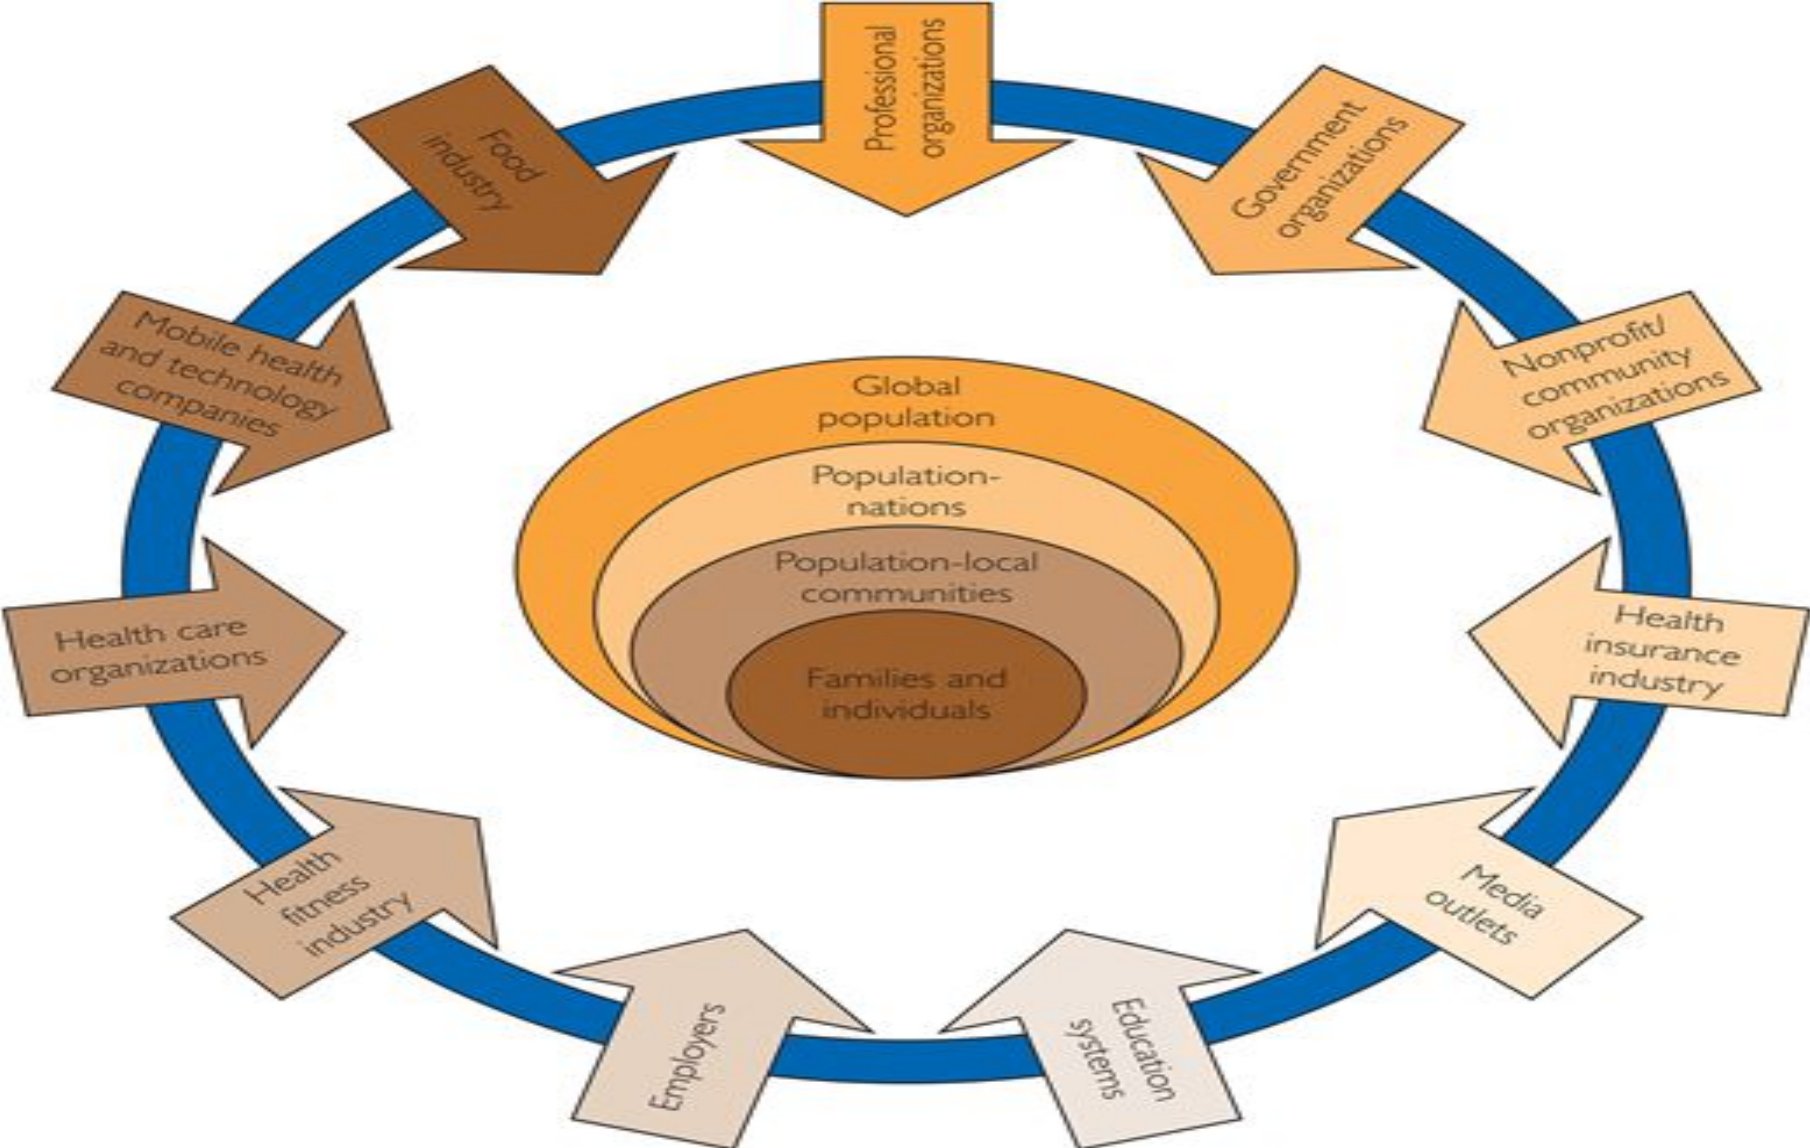 Professional
organizations
Government
organizations
Nonprofit/
community
organizations
Health
insurance
industry
Media
outlets
Education
systems
Employers
Health
fitness
industry
Health care
organizations
Mobile health
and technology
companies
Food
industry
Global
population
Population-
nations
Population-local
communities
Families and
individuals